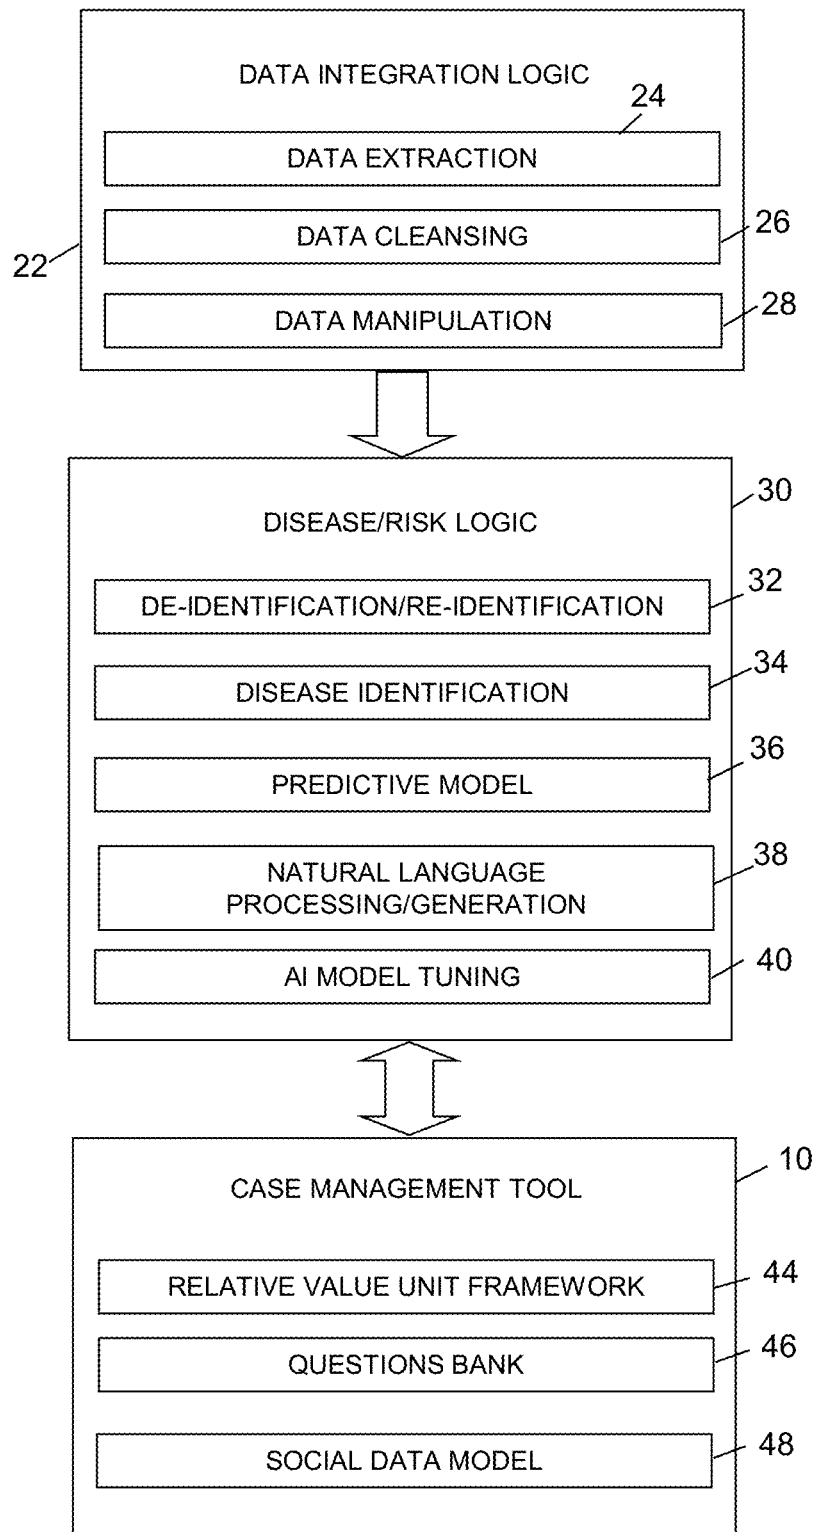 DATA INTEGRATION LOGIC
24
DATA EXTRACTION
DATA CLEANSING
26
22
DATA MANIPULATION
28
30
DISEASE/RISK LOGIC
32
DE-IDENTIFICATION/RE-IDENTIFICATION
34
DISEASE IDENTIFICATION
36
PREDICTIVE MODEL
38
NATURAL LANGUAGE
PROCESSING/GENERATION
40
AI MODEL TUNING
10
CASE MANAGEMENT TOOL
44
RELATIVE VALUE UNIT FRAMEWORK
46
QUESTIONS BANK
48
SOCIAL DATA MODEL